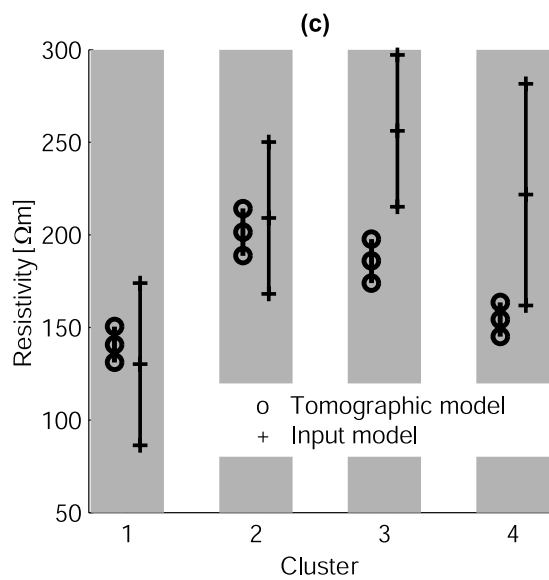 (c)
300
250
200
150
100
50
Resistivity [Ωm]
o Tomographic model
+ Input model
1 2 3 4
Cluster